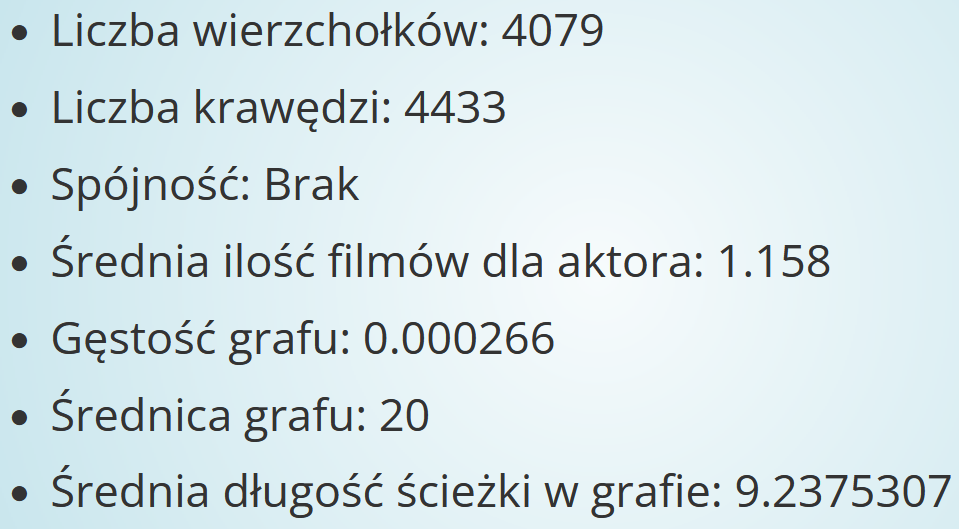 • Liczba wierzchołków: 4079
• Liczba krawędzi: 4433
• Spójność: Brak
• Średnia ilość filmów dla aktora: 1.158
• Gęstość grafu: 0.000266
• Średnica grafu: 20
• Średnia długość ścieżki w grafie: 9.2375307